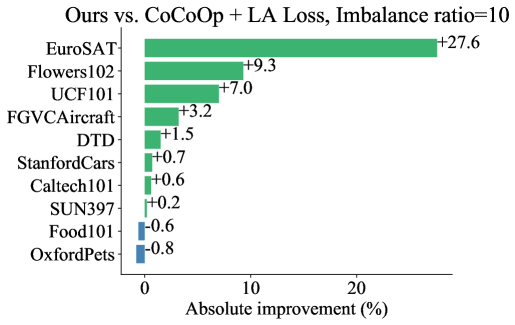 Ours vs. CoCoOp + LA Loss, Imbalance ratio=10
EuroSAT +27.6
Flowers102 +9.3
UCF101 +7.0
FGVCAircraft +3.2
DTD +1.5
StanfordCars +0.7
Caltech101 +0.6
SUN397 +0.2
Food101 -0.6
OxfordPets -0.8
0 10 20
Absolute improvement (%)